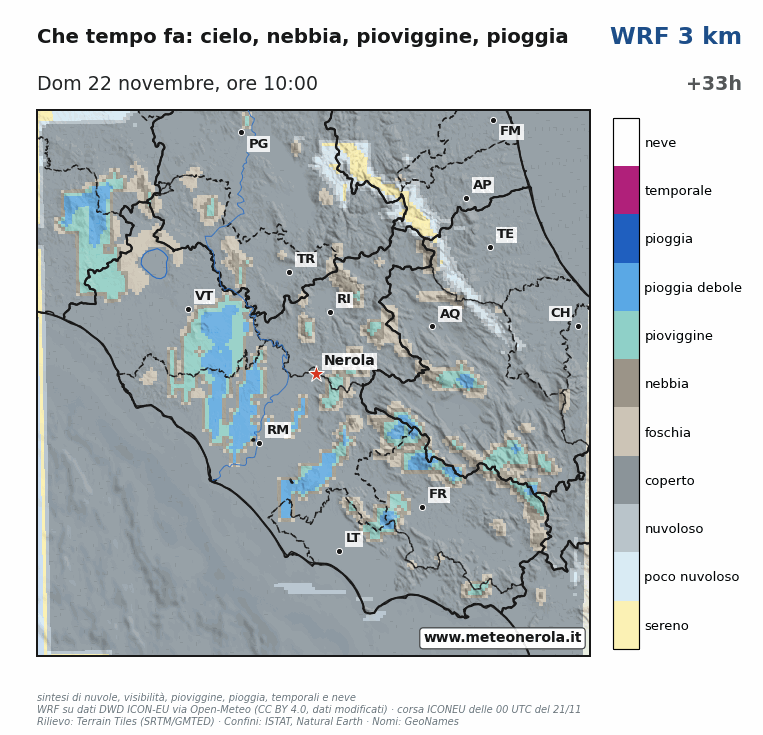 Che tempo fa: cielo, nebbia, pioviggine, pioggia
WRF 3 km
Dom 22 novembre, ore 10:00
+33h
PG
FM
AP
TE
TR
VT
RI
AQ
CH
Nerola
RM
FR
LT
www.meteonerola.it
neve
temporale
pioggia
pioggia debole
pioviggine
nebbia
foschia
coperto
nuvoloso
poco nuvoloso
sereno
sintesi di nuvole, visibilità, pioviggine, pioggia, temporali e neve
WRF su dati DWD ICON-EU via Open-Meteo (CC BY 4.0, dati modificati) · corsa ICONEU delle 00 UTC del 21/11
Rilievo: Terrain Tiles (SRTM/GMTED) · Confini: ISTAT, Natural Earth · Nomi: GeoNames